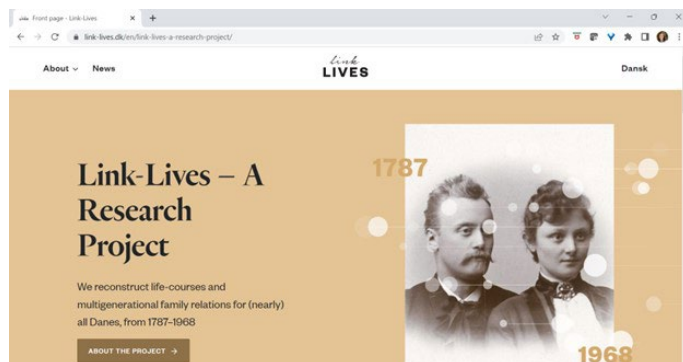 Front page - Link-Lives
link-lives.dk/en/link-lives-a-research-project/
About
News
link
LIVES
Dansk
Link-Lives – A
Research
Project
We reconstruct life-courses and
multigenerational family relations for (nearly)
all Danes, from 1787–1968
ABOUT THE PROJECT →
1787
1968